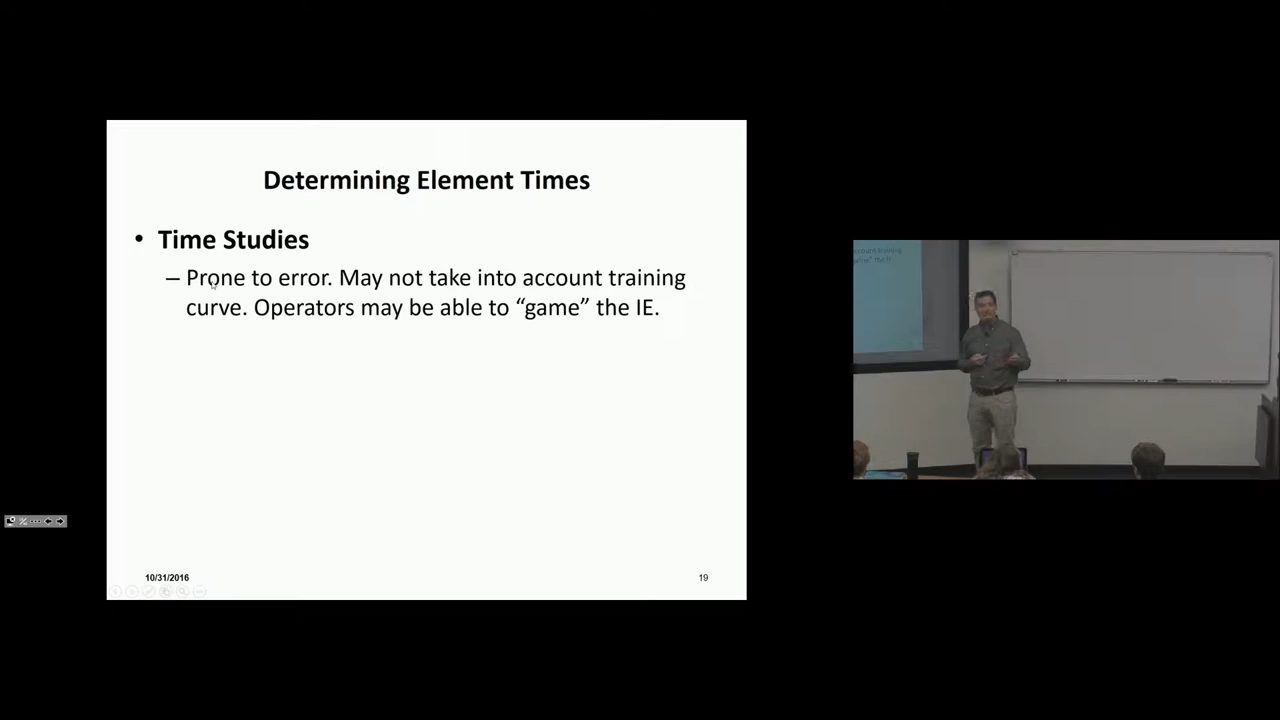 Determining Element Times
• Time Studies
– Prone to error. May not take into account training
curve. Operators may be able to “game” the IE.
10/31/2016
19